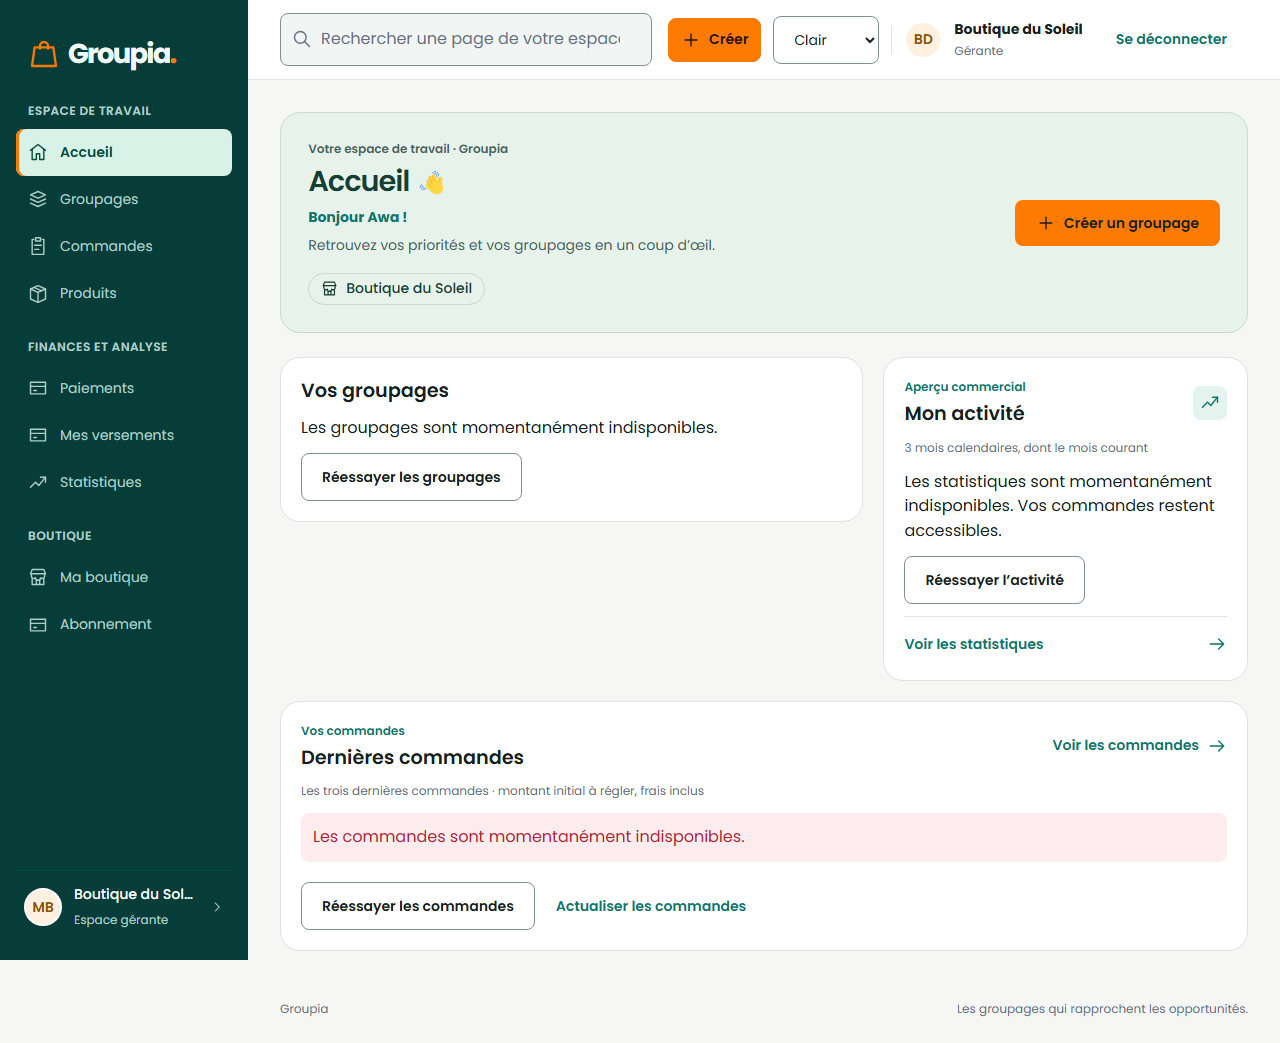 Groupia.
ESPACE DE TRAVAIL
Accueil
Groupages
Commandes
Produits
FINANCES ET ANALYSE
Paiements
Mes versements
Statistiques
BOUTIQUE
Ma boutique
Abonnement
MB
Boutique du Sol...
Espace gérante
Rechercher une page de votre espac
Créer
Clair
BD
Boutique du Soleil
Gérante
Se déconnecter
Votre espace de travail · Groupia
Accueil 👋
Bonjour Awa !
Retrouvez vos priorités et vos groupages en un coup d’œil.
Boutique du Soleil
Créer un groupage
Vos groupages
Les groupages sont momentanément indisponibles.
Réessayer les groupages
Aperçu commercial
Mon activité
3 mois calendaires, dont le mois courant
Les statistiques sont momentanément
indisponibles. Vos commandes restent
accessibles.
Réessayer l’activité
Voir les statistiques
Vos commandes
Dernières commandes
Voir les commandes
Les trois dernières commandes · montant initial à régler, frais inclus
Les commandes sont momentanément indisponibles.
Réessayer les commandes
Actualiser les commandes
Groupia
Les groupages qui rapprochent les opportunités.